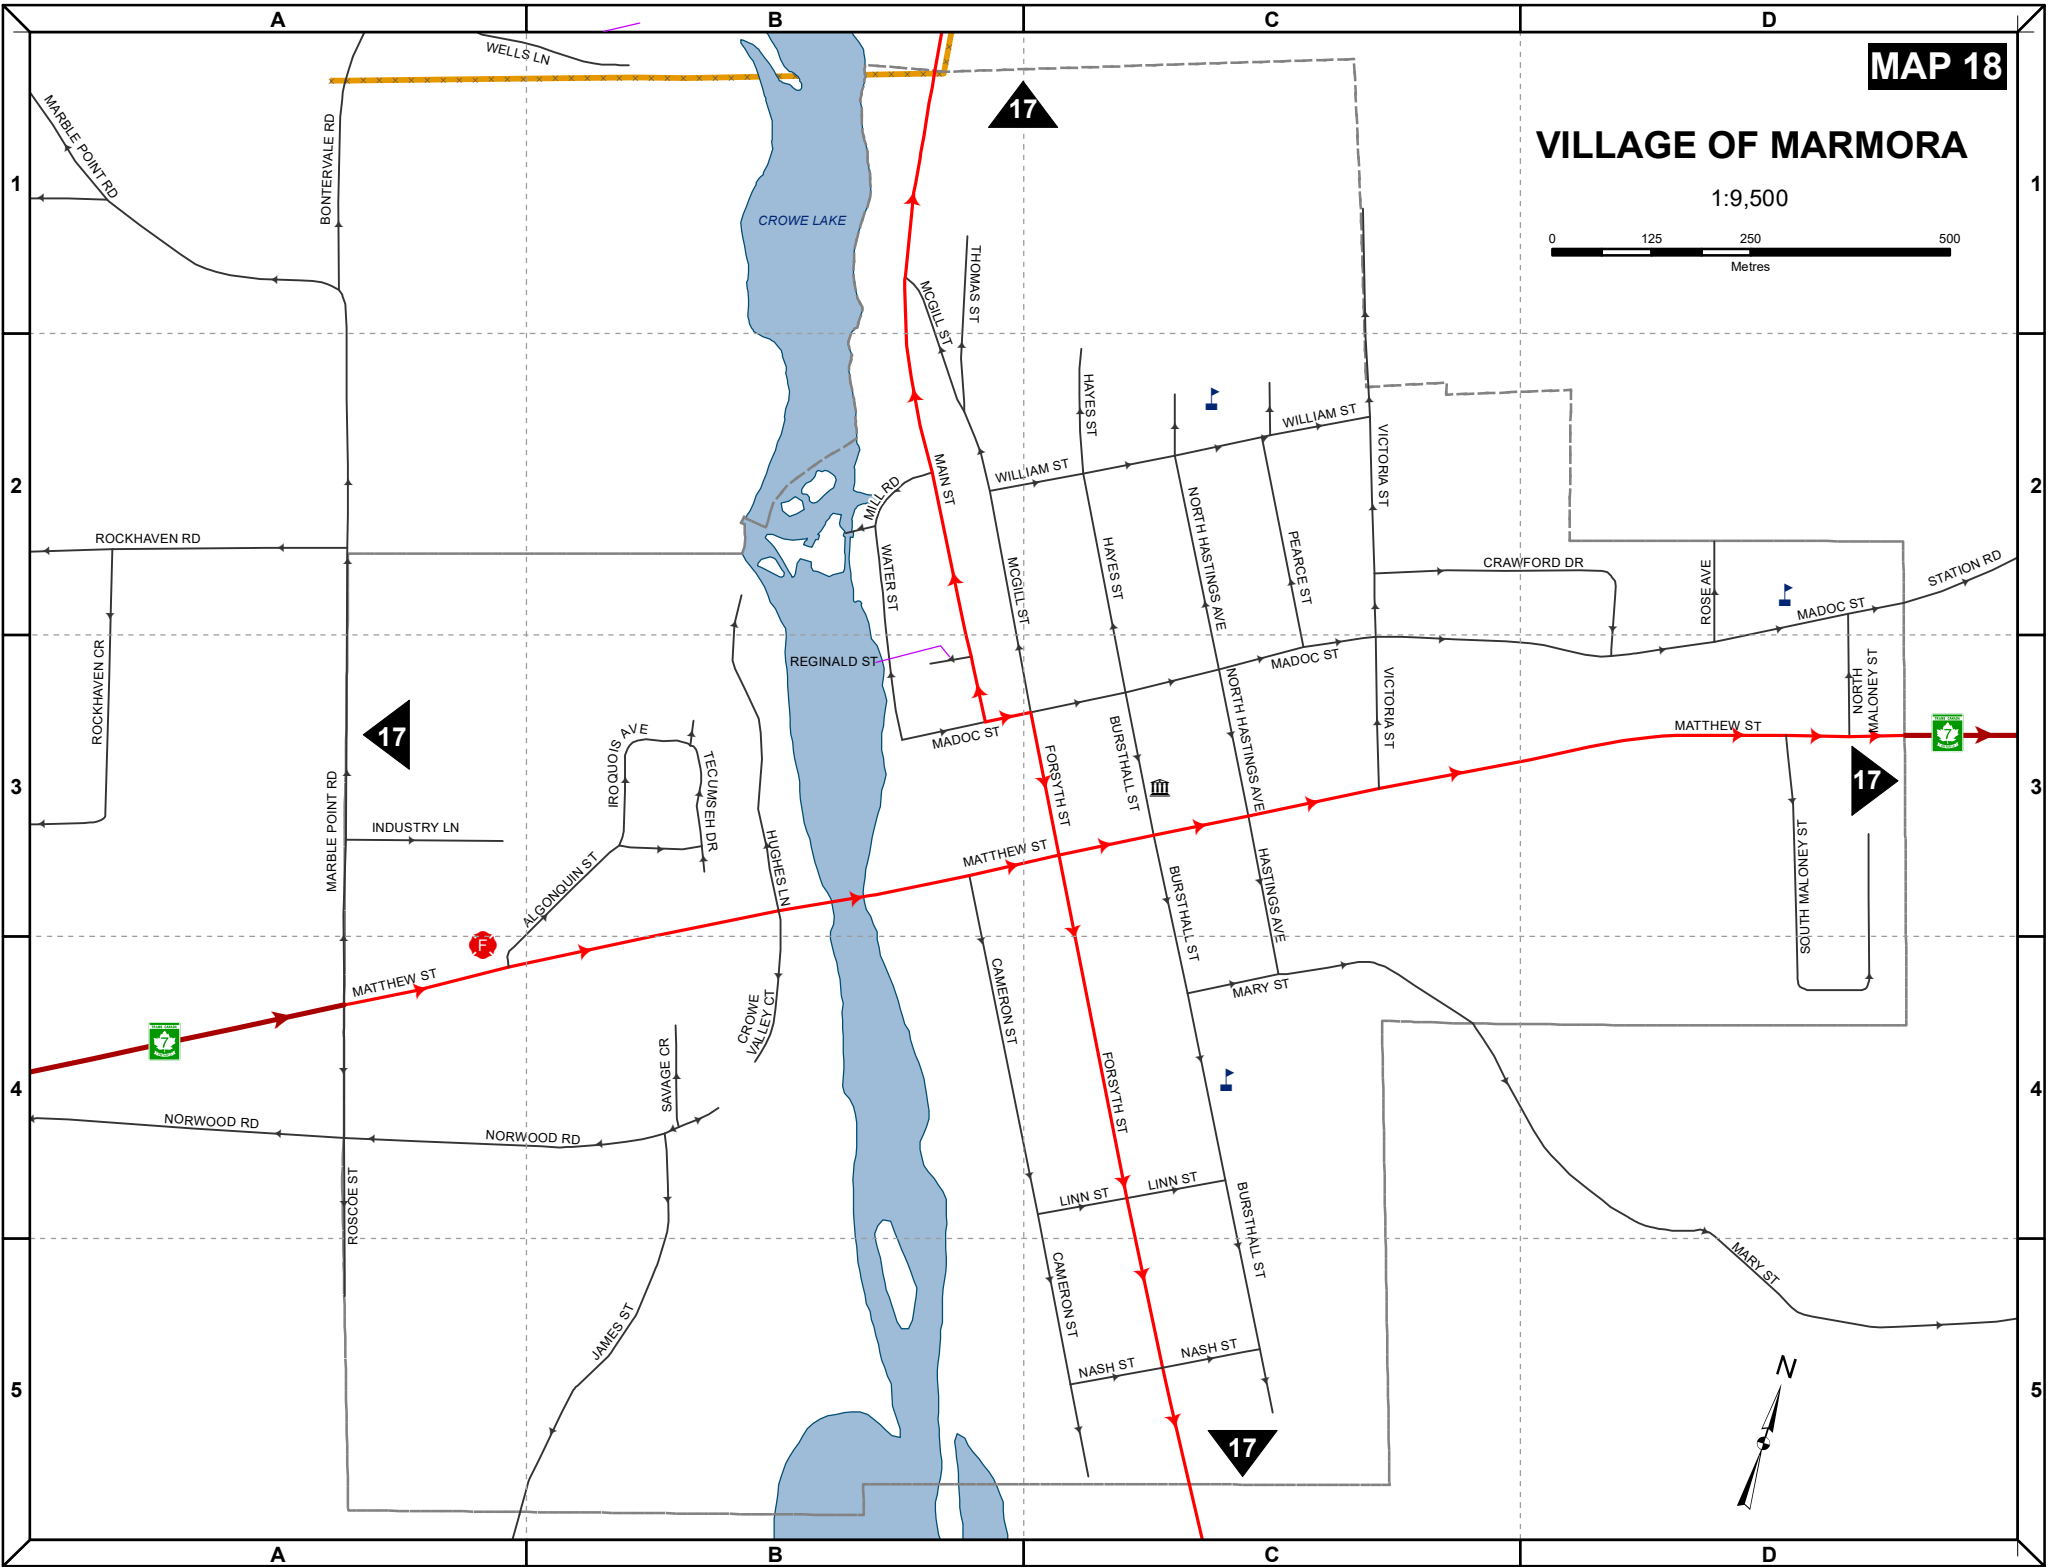 A
B
C
D
MAP 18
VILLAGE OF MARMORA
1:9,500
0
125
250
500
Metres
1
1
WELLS LN
MARBLE POINT RD
BONTERVALE RD
17
CROWE LAKE
THOMAS ST
MCGILL ST
HAYES ST
WILLIAM ST
WILLIAM ST
VICTORIA ST
MAIN ST
MILL RD
2
2
NORTH HASTINGS AVE
ROCKHAVEN RD
WATER ST
MCGILL ST
HAYES ST
PEARCE ST
CRAWFORD DR
ROSE AVE
STATION RD
MADOC ST
ROCKHAVEN CR
REGINALD ST
MADOC ST
NORTH HASTINGS AVE
VICTORIA ST
NORTH
MALONEY ST
MATTHEW ST
7
17
17
IROQUOIS AVE
TECUMSEH DR
MADOC ST
FORSYTH ST
BURSTHALL ST
3
3
MARBLE POINT RD
INDUSTRY LN
ALGONQUIN ST
HUGHES LN
MATTHEW ST
BURSTHALL ST
HASTINGS AVE
SOUTH MALONEY ST
F
MATTHEW ST
7
CROWE
VALLEY CT
CAMERON ST
MARY ST
SAVAGE CR
FORSYTH ST
4
4
NORWOOD RD
NORWOOD RD
ROSCOE ST
LINN ST
LINN ST
BURSTHALL ST
MARY ST
CAMERON ST
JAMES ST
NASH ST
NASH ST
N
5
5
17
A
B
C
D